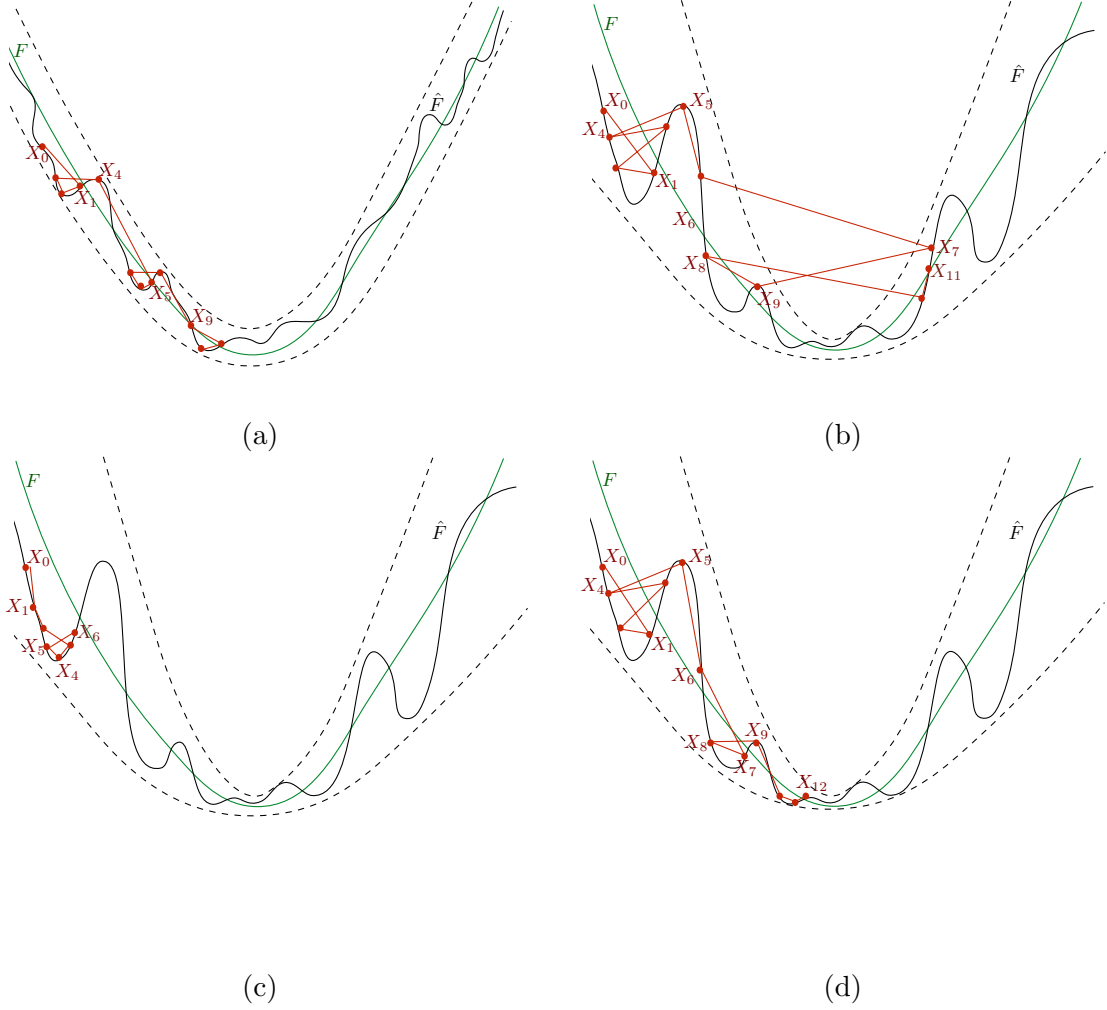 F
F̂
X₀
X₄
X₁
X₅
X₉
(a)
F
F̂
X₀
X₅
X₄
X₁
X₆
X₇
X₈
X₁₁
X₉
(b)
F
F̂
X₀
X₁
X₆
X₅
X₄
(c)
F
F̂
X₀
X₅
X₄
X₁
X₆
X₈
X₉
X₇
X₁₂
(d)